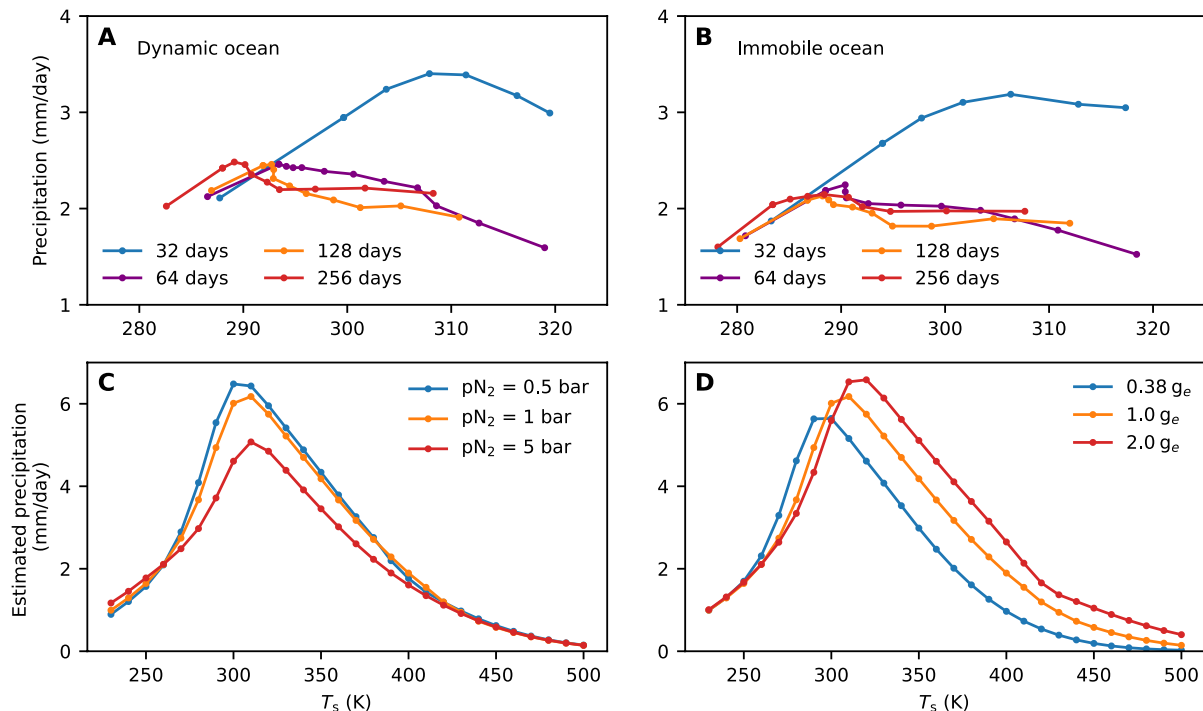 A
Dynamic ocean
Precipitation (mm/day)
4
3
2
1
32 days
64 days
128 days
256 days
280 290 300 310 320
B
Immobile ocean
4
3
2
1
32 days
64 days
128 days
256 days
280 290 300 310 320
C
Estimated precipitation
(mm/day)
6
4
2
0
pN₂ = 0.5 bar
pN₂ = 1 bar
pN₂ = 5 bar
250 300 350 400 450 500
Tₛ (K)
D
6
4
2
0
0.38 gₑ
1.0 gₑ
2.0 gₑ
250 300 350 400 450 500
Tₛ (K)